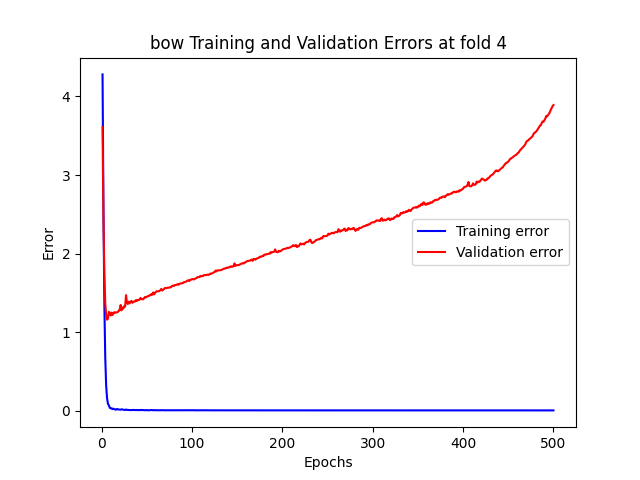 bow Training and Validation Errors at fold 4
Error
4
3
2
1
0
Training error
Validation error
0 100 200 300 400 500
Epochs